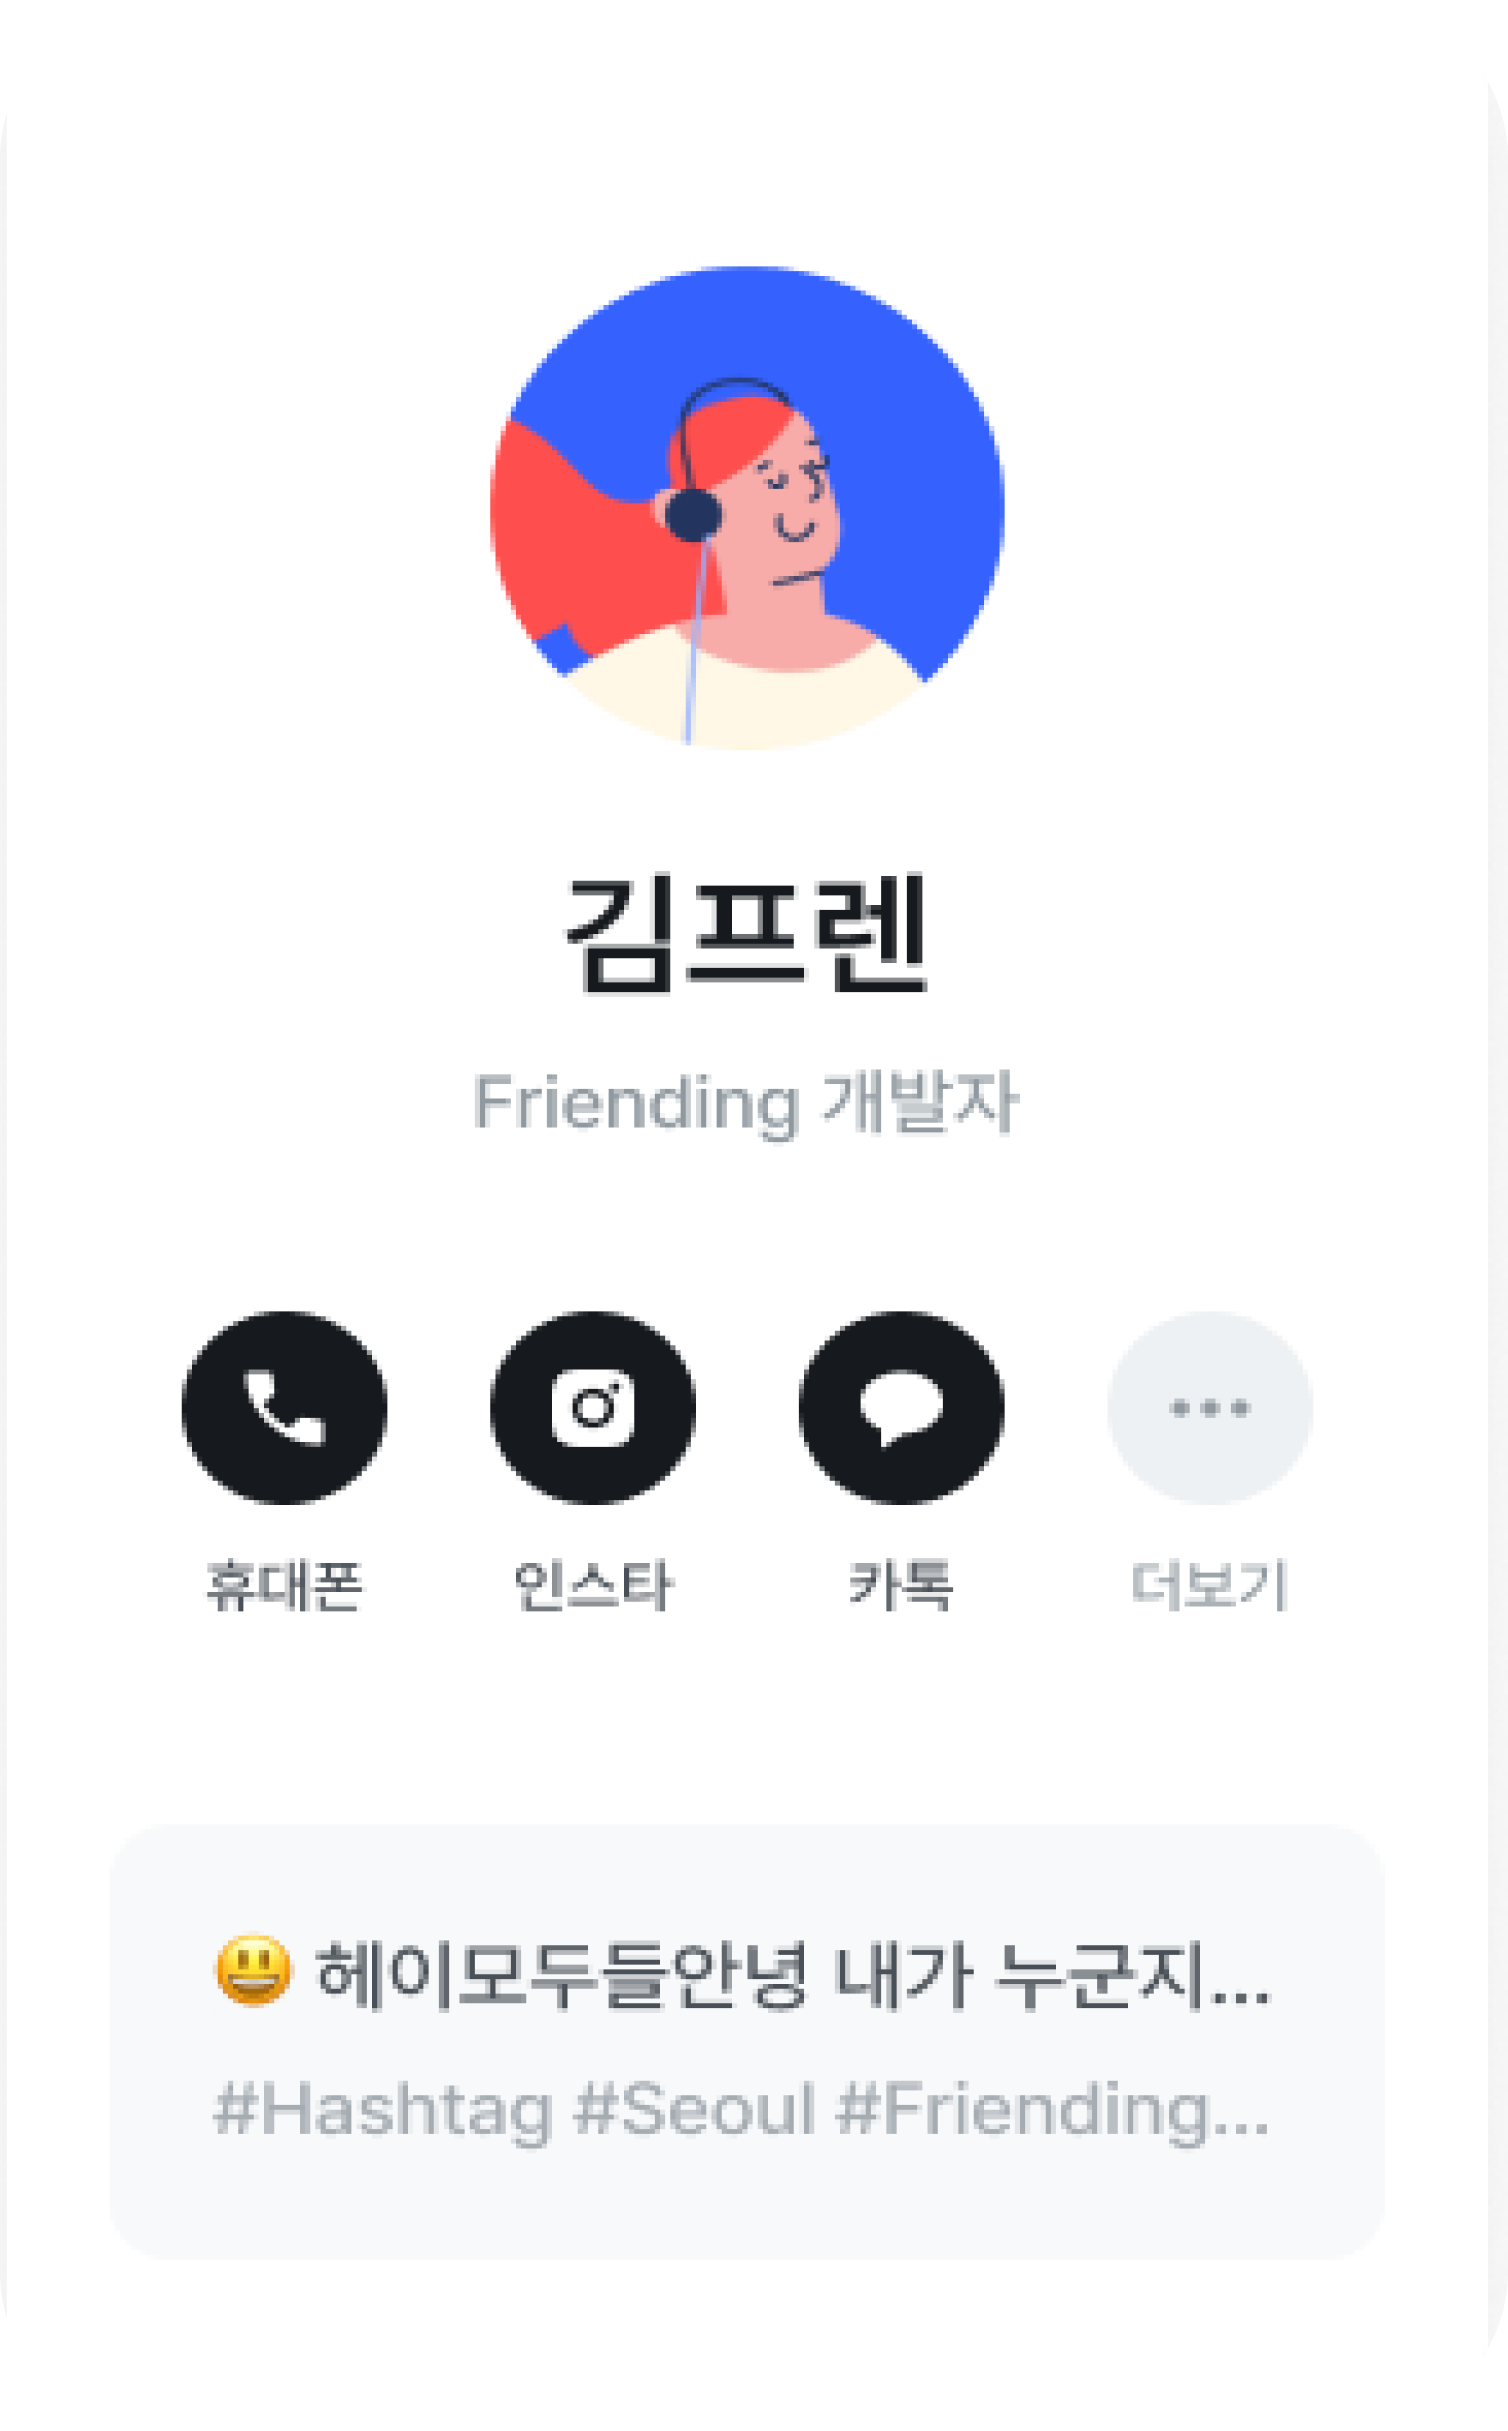 김프렌
Friending 개발자
휴대폰 인스타 카톡 더보기
😃 헤이모두들안녕 내가 누군지...
#Hashtag #Seoul #Friending...